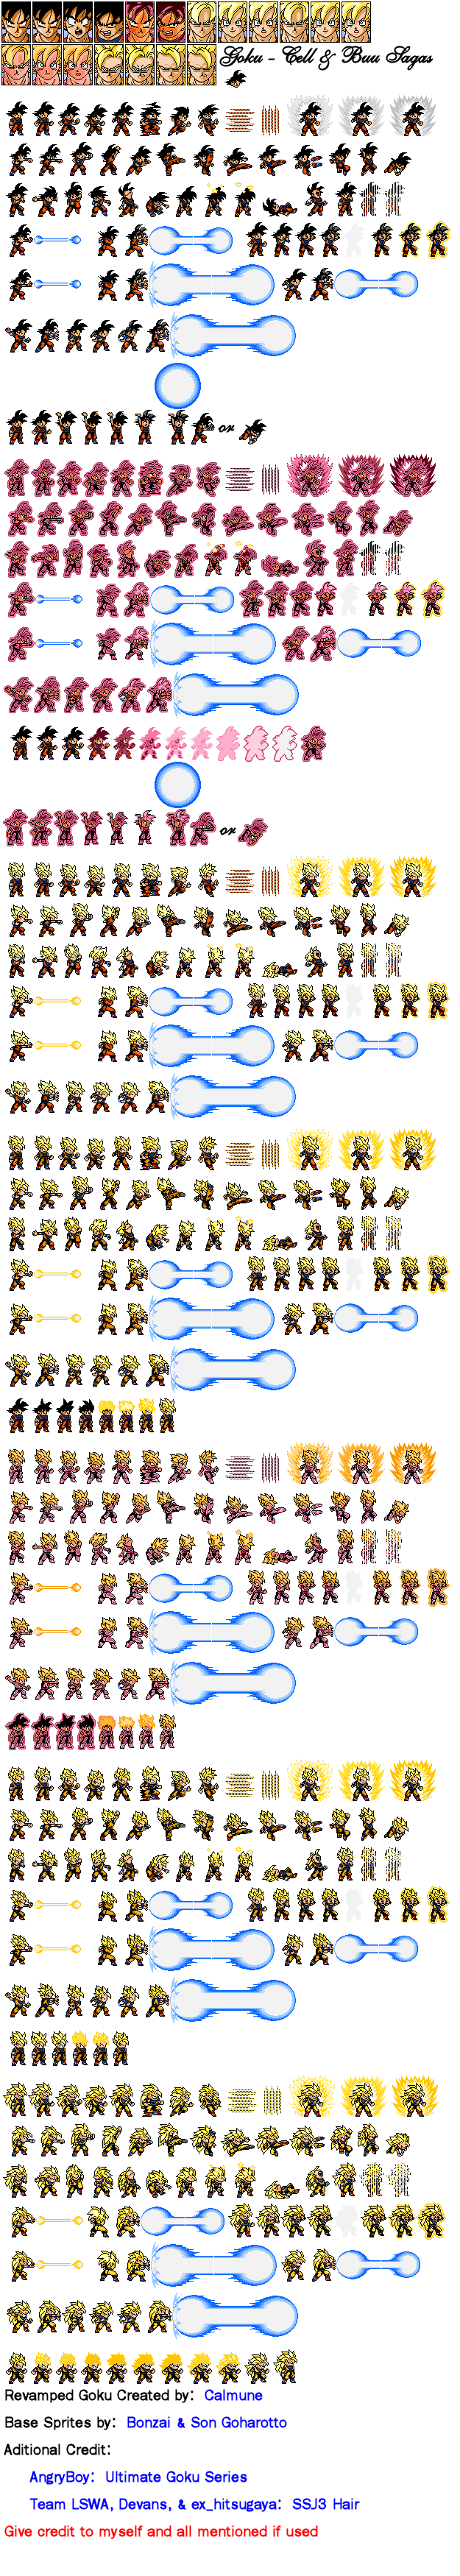 Goku - Cell & Buu Sagas
or
or
Revamped Goku Created by: Calmune
Base Sprites by: Bonzai & Son Goharotto
Aditional Credit:
AngryBoy: Ultimate Goku Series
Team LSWA, Devans, & ex_hitsugaya: SSJ3 Hair
Give credit to myself and all mentioned if used